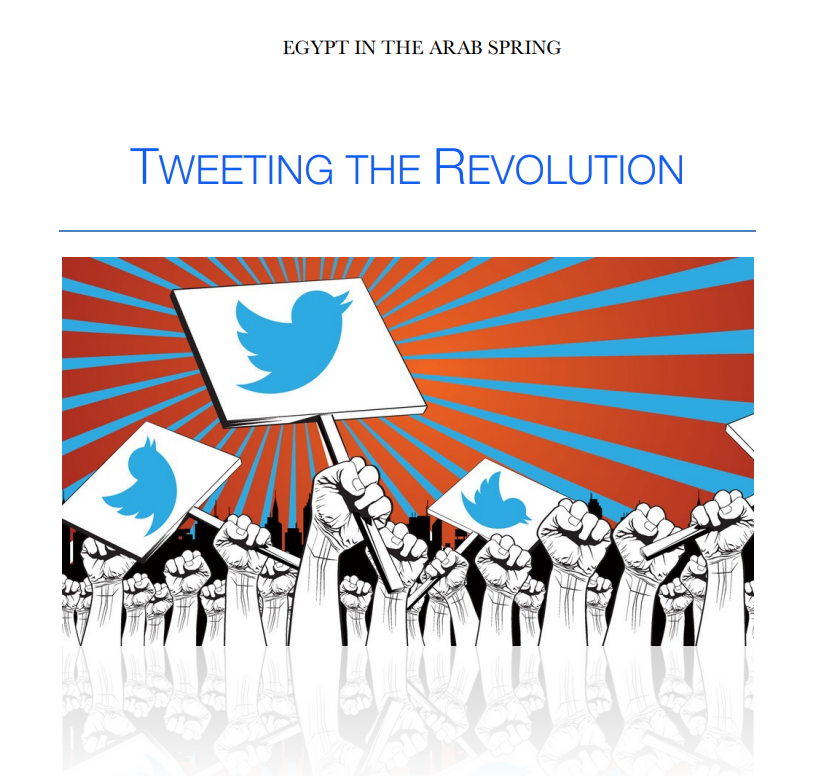 EGYPT IN THE ARAB SPRING
TWEETING THE REVOLUTION